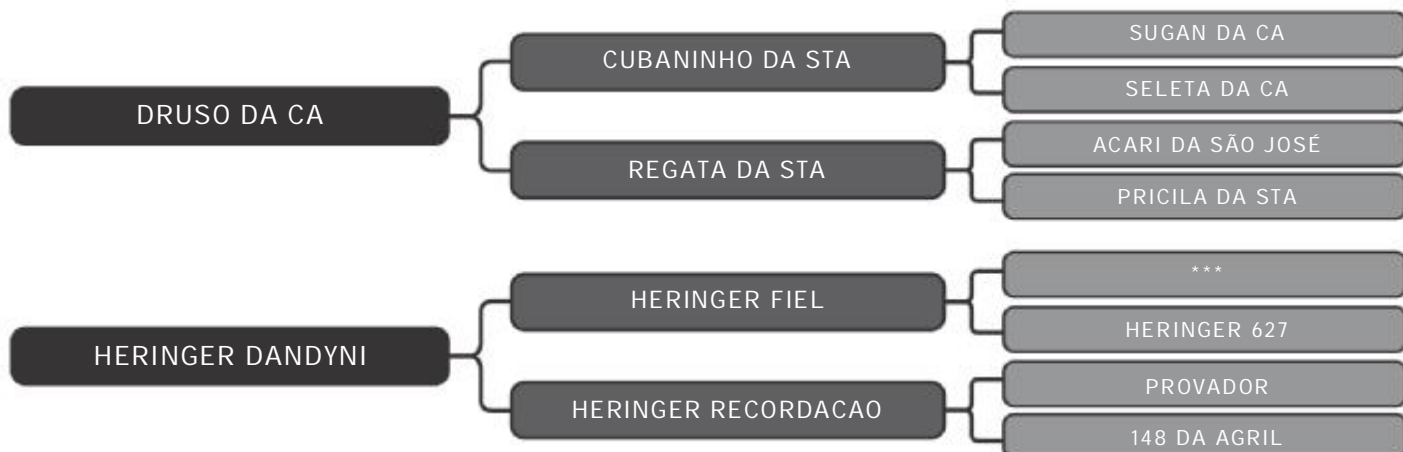 DRUSO DA CA
CUBANINHO DA STA
SUGAN DA CA
SELETA DA CA
REGATA DA STA
ACARI DA SÃO JOSÉ
PRICILA DA STA
HERINGER DANDYNI
HERINGER FIEL
***
HERINGER 627
HERINGER RECORDACAO
PROVADOR
148 DA AGRIL